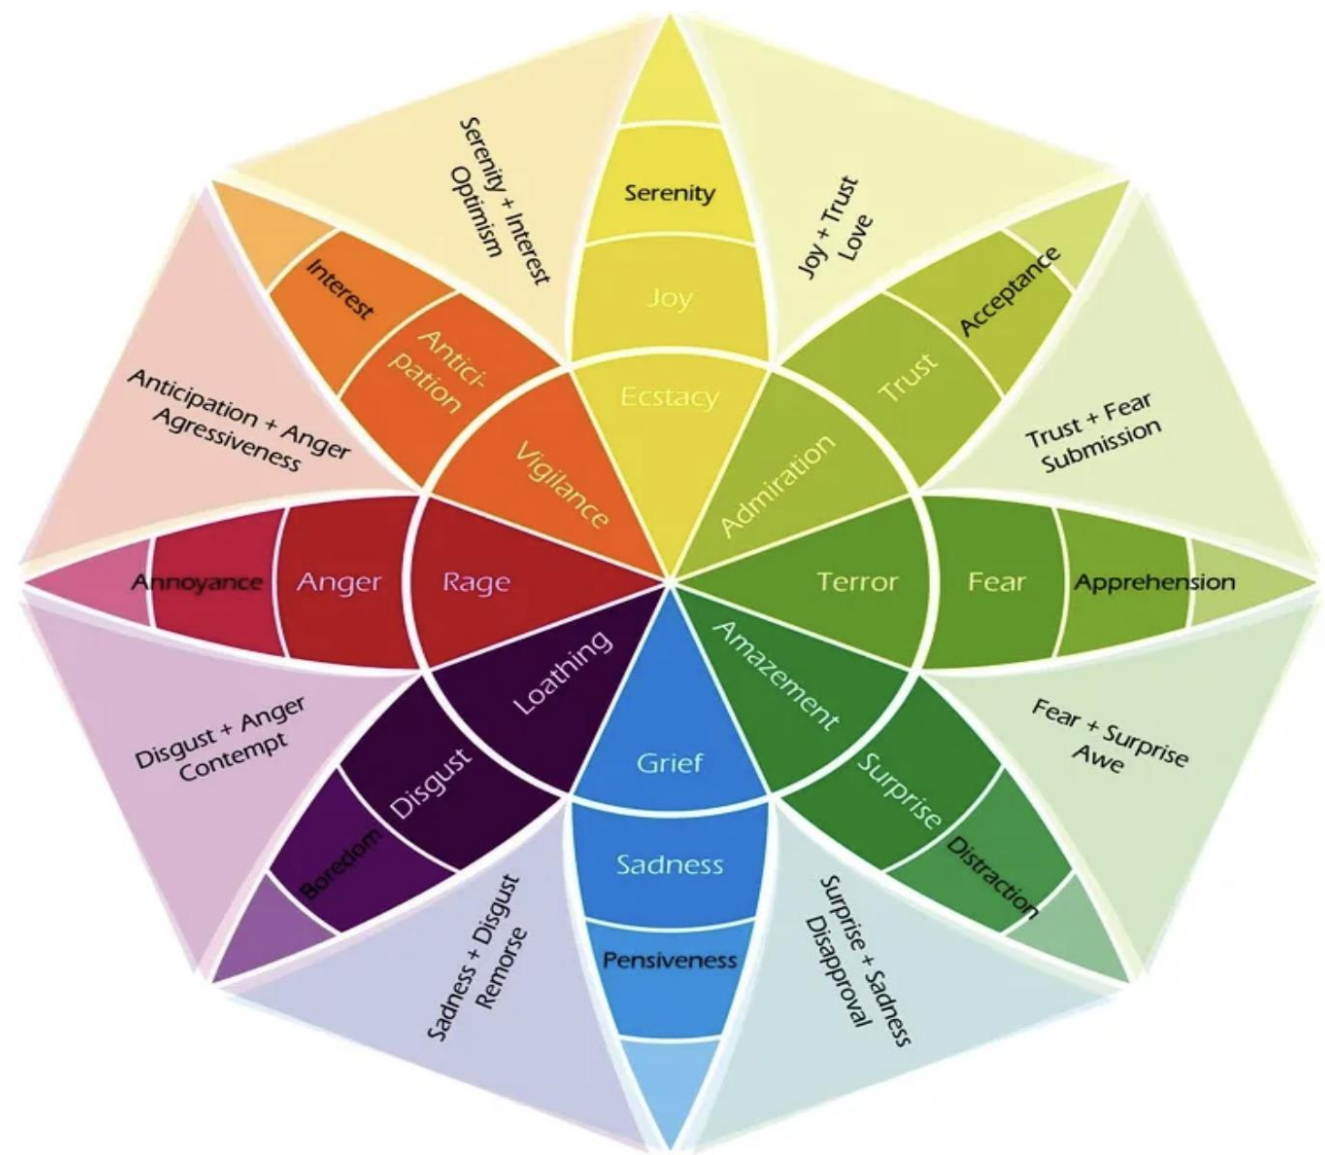 Serenity + Interest
Optimism
Serenity
Joy
Ecstacy
Joy + Trust
Love
Interest
Antici-
pation
Vigilance
Acceptance
Trust
Admiration
Anticipation + Anger
Agressiveness
Trust + Fear
Submission
Annoyance
Anger
Rage
Terror
Fear
Apprehension
Disgust + Anger
Contempt
Loathing
Disgust
Boredom
Grief
Sadness
Pensiveness
Amazement
Surprise
Distraction
Fear + Surprise
Awe
Sadness + Disgust
Remorse
Surprise + Sadness
Disapproval